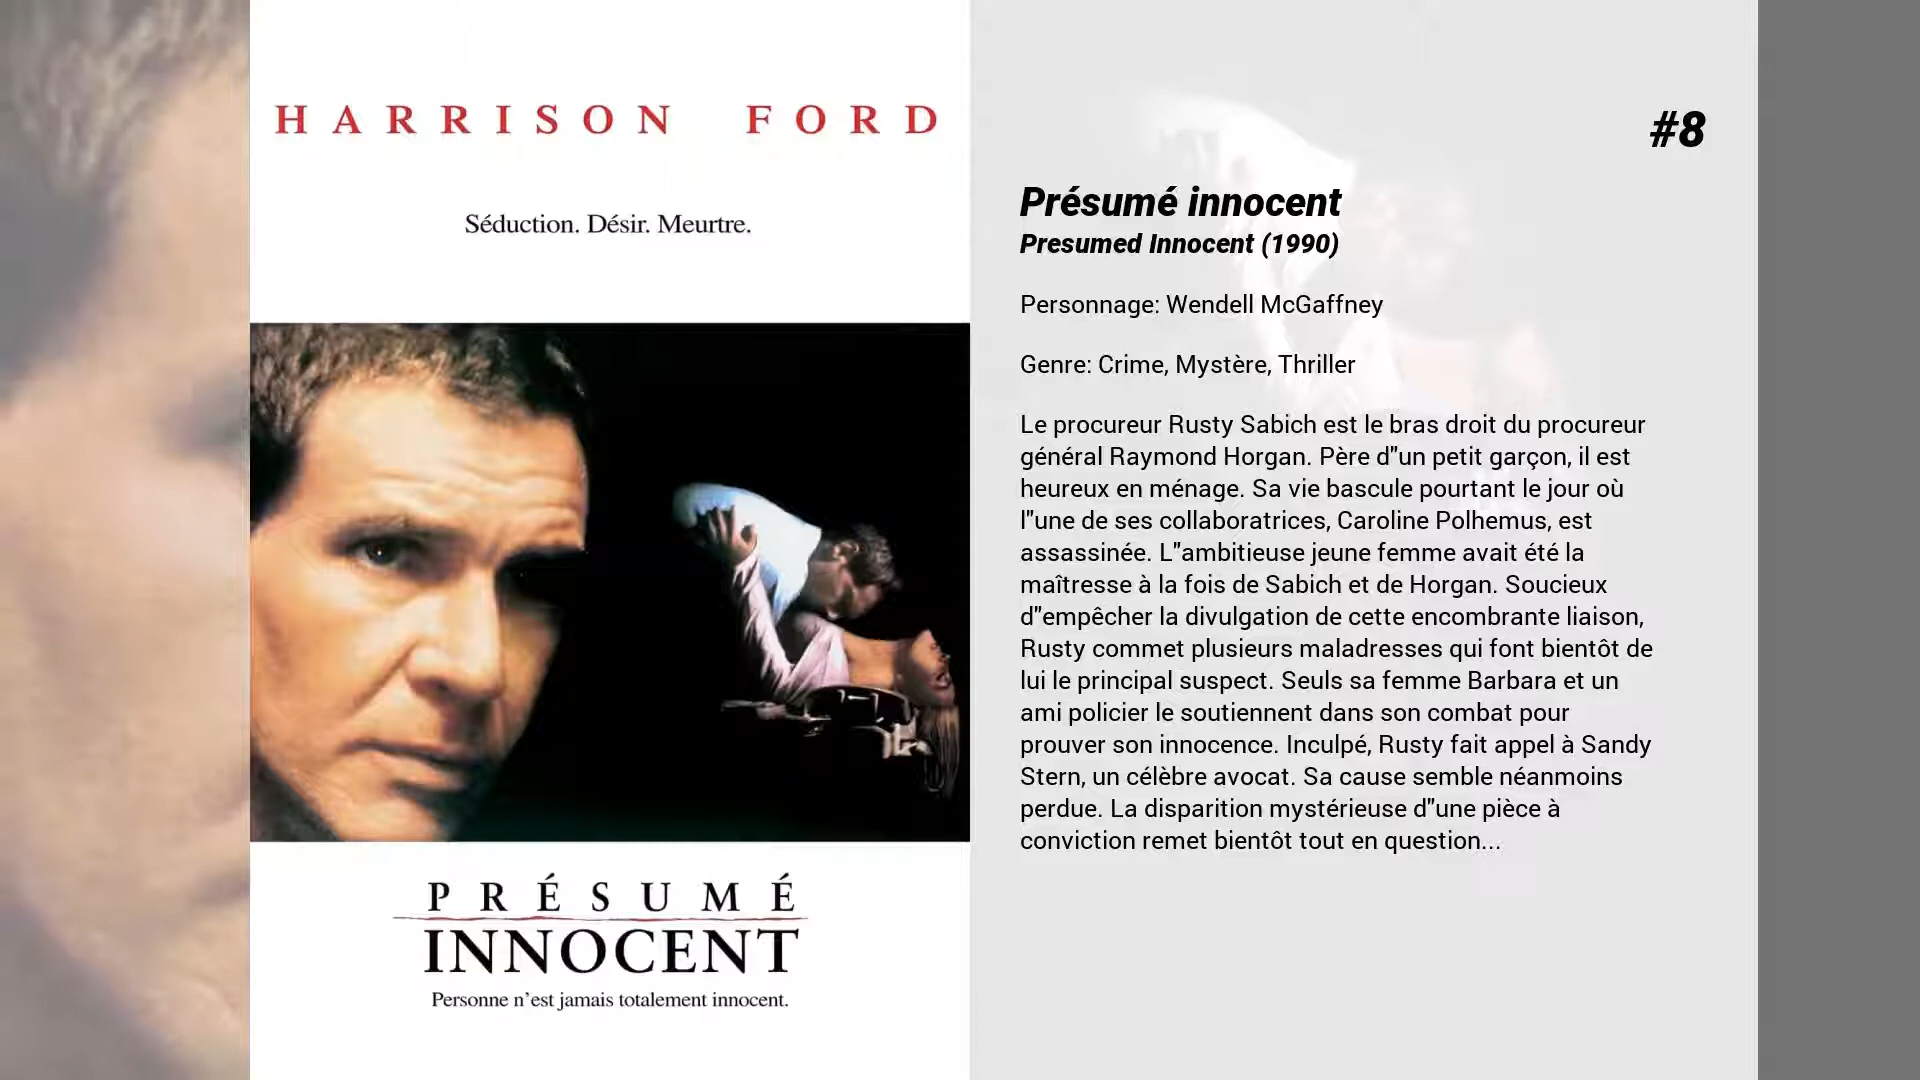 HARRISON FORD
Séduction. Désir. Meurtre.
PRÉSUMÉ
INNOCENT
Personne n'est jamais totalement innocent.
#8
Présumé innocent
Presumed Innocent (1990)
Personnage: Wendell McGaffney
Genre: Crime, Mystère, Thriller
Le procureur Rusty Sabich est le bras droit du procureur
général Raymond Horgan. Père d"un petit garçon, il est
heureux en ménage. Sa vie bascule pourtant le jour où
l"une de ses collaboratrices, Caroline Polhemus, est
assassinée. L"ambitieuse jeune femme avait été la
maîtresse à la fois de Sabich et de Horgan. Soucieux
d"empêcher la divulgation de cette encombrante liaison,
Rusty commet plusieurs maladresses qui font bientôt de
lui le principal suspect. Seuls sa femme Barbara et un
ami policier le soutiennent dans son combat pour
prouver son innocence. Inculpé, Rusty fait appel à Sandy
Stern, un célèbre avocat. Sa cause semble néanmoins
perdue. La disparition mystérieuse d"une pièce à
conviction remet bientôt tout en question...